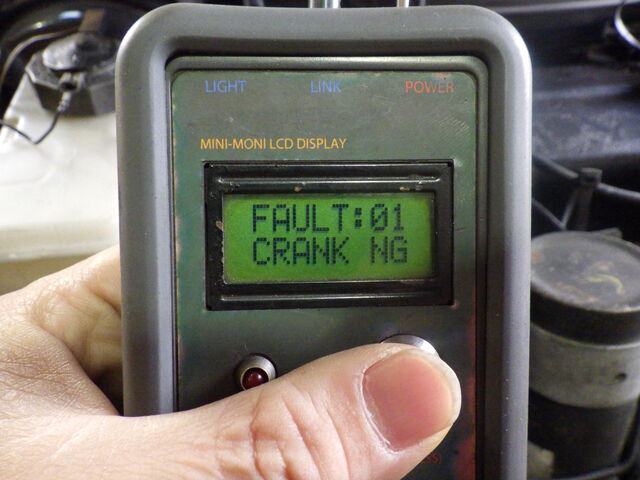 LIGHT LINK POWER
MINI-MONI LCD DISPLAY
FAULT:01
CRANK NG